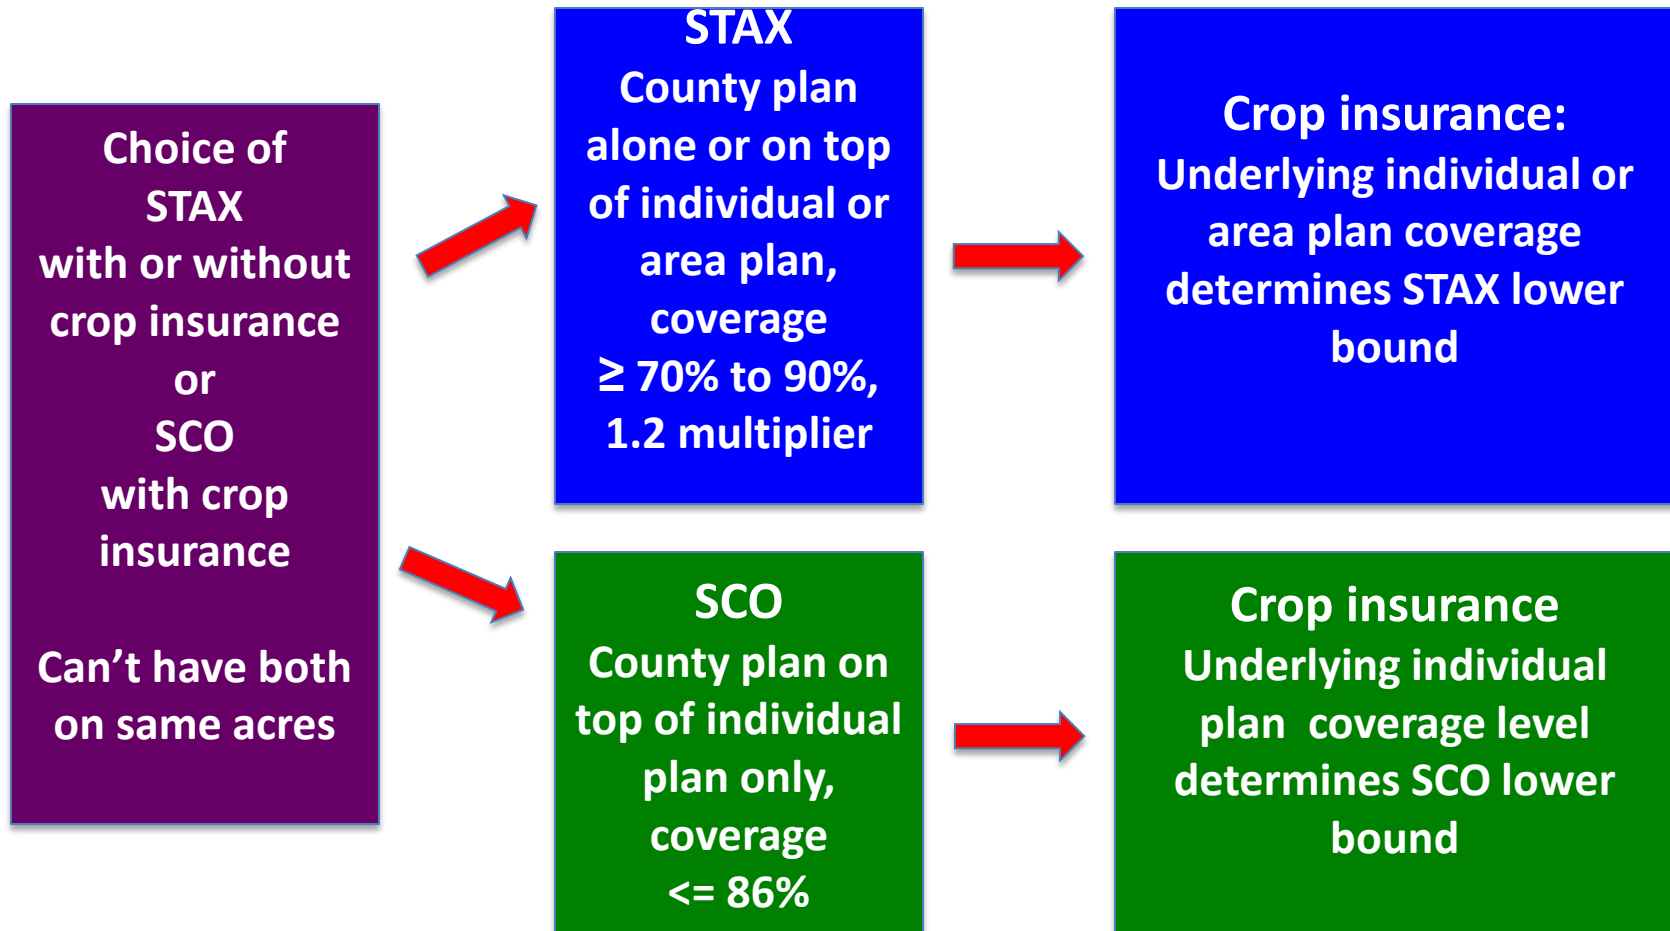 Choice of
STAX
with or without
crop insurance
or
SCO
with crop
insurance
Can’t have both
on same acres
STAX
County plan
alone or on top
of individual or
area plan,
coverage
≥ 70% to 90%,
1.2 multiplier
Crop insurance:
Underlying individual or
area plan coverage
determines STAX lower
bound
SCO
County plan on
top of individual
plan only,
coverage
<= 86%
Crop insurance
Underlying individual
plan  coverage level
determines SCO lower
bound